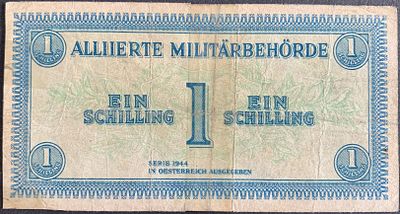 1 ALLIIERTE MILITÄRBEHÖRDE 1
EIN SCHILLING 1 EIN SCHILLING
SERIE 1944
IN OESTERREICH AUSGEGEBEN
1 1